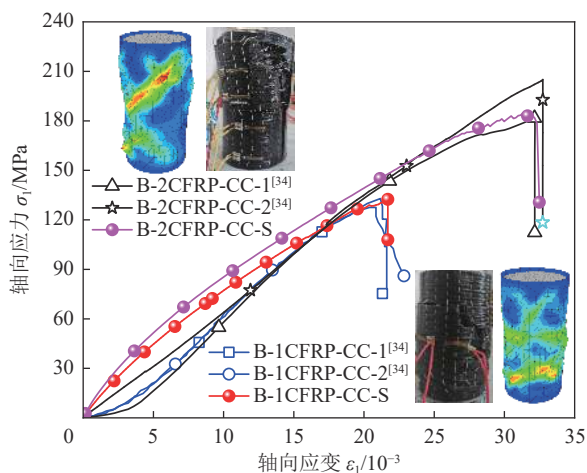 210
180
150
120
90
60
30
0
轴向应力 σ₁/MPa
B-2CFRP-CC-1[34]
B-2CFRP-CC-2[34]
B-2CFRP-CC-S
B-1CFRP-CC-1[34]
B-1CFRP-CC-2[34]
B-1CFRP-CC-S
5 10 15 20 25 30 35
轴向应变 ε₁/10⁻³